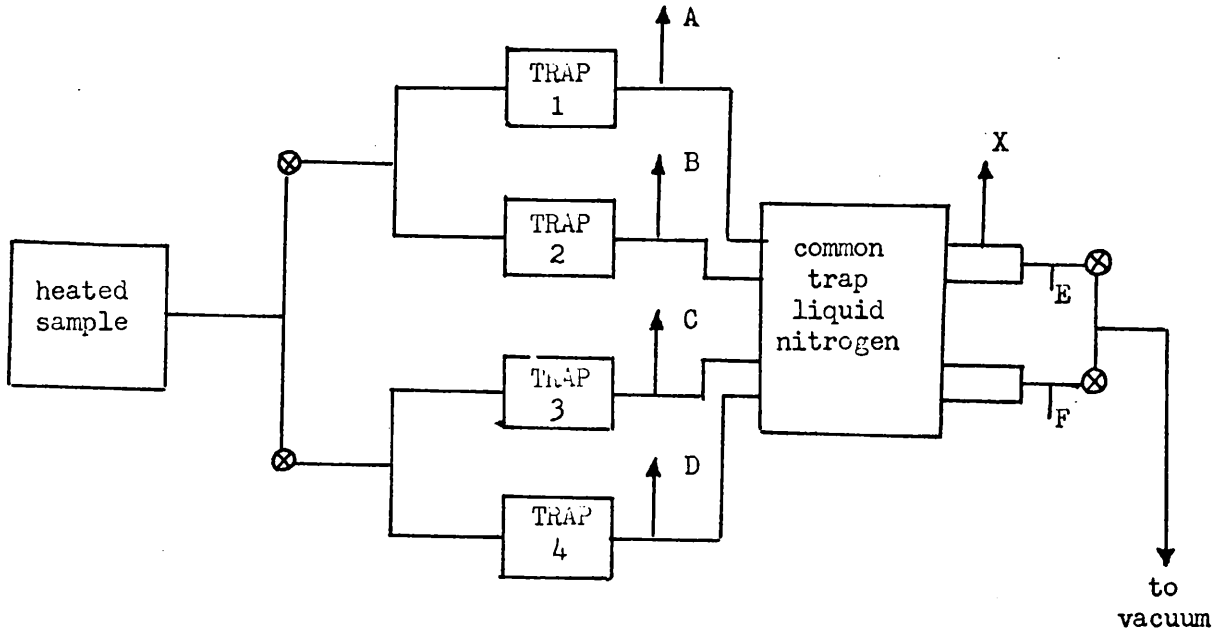 A
TRAP
1
X
B
TRAP
2
common
trap
liquid
nitrogen
heated
sample
E
C
TRAP
3
F
D
TRAP
4
to
vacuum